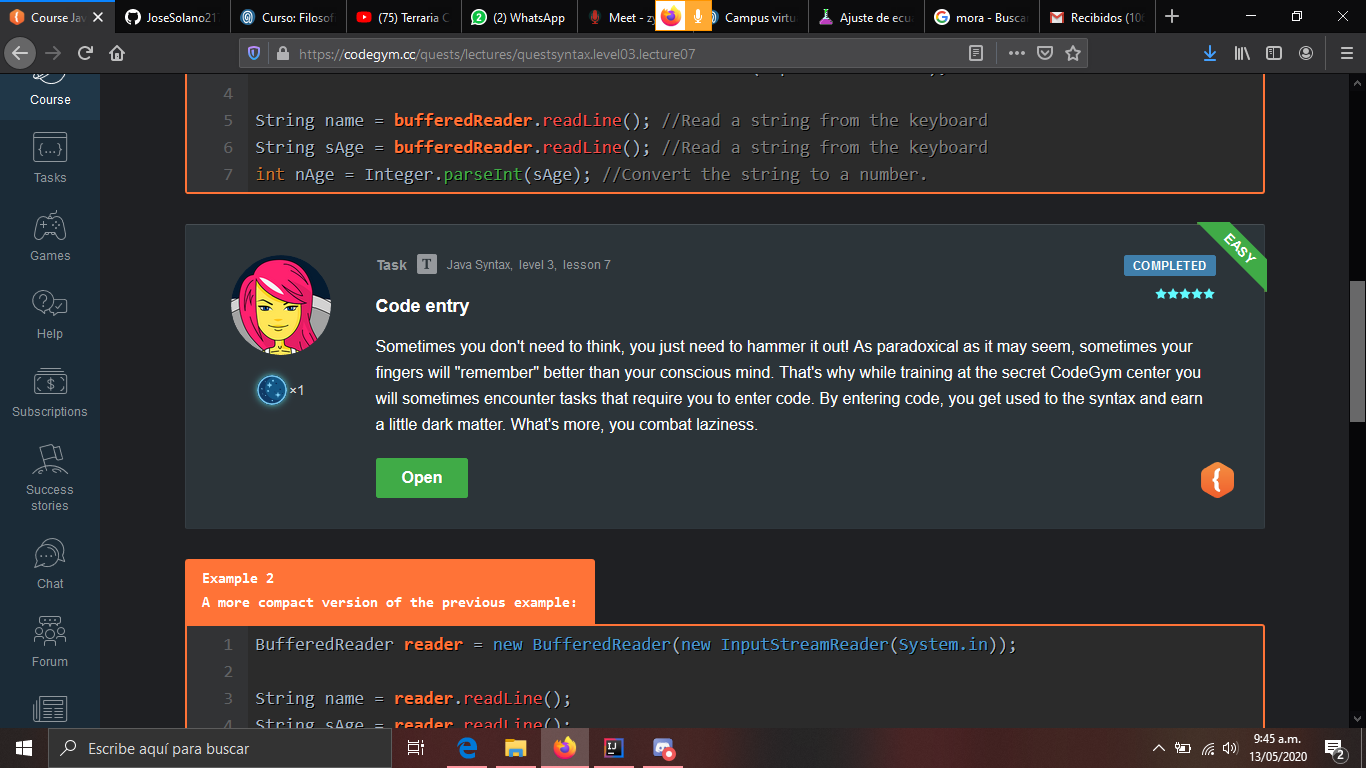 Course Jav
JoseSolano21
Curso: Filosof
(75) Terraria C
(2) WhatsApp
Meet - zy
Campus virtu
Ajuste de ecu
mora - Busca
Recibidos (10
https://codegym.cc/quests/lectures/questsyntax.level03.lecture07
Course
Tasks
Games
Help
Subscriptions
Success
stories
Chat
Forum
4
5 String name = bufferedReader.readLine(); //Read a string from the keyboard
6 String sAge = bufferedReader.readLine(); //Read a string from the keyboard
7 int nAge = Integer.parseInt(sAge); //Convert the string to a number.
EASY
Task T Java Syntax, level 3, lesson 7
COMPLETED
Code entry
Sometimes you don't need to think, you just need to hammer it out! As paradoxical as it may seem, sometimes your
fingers will "remember" better than your conscious mind. That's why while training at the secret CodeGym center you
will sometimes encounter tasks that require you to enter code. By entering code, you get used to the syntax and earn
a little dark matter. What's more, you combat laziness.
×1
Open
Example 2
A more compact version of the previous example:
1 BufferedReader reader = new BufferedReader(new InputStreamReader(System.in));
2
3 String name = reader.readLine();
4 String sAge = reader.readLine();
Escribe aquí para buscar
9:45 a.m.
13/05/2020
2